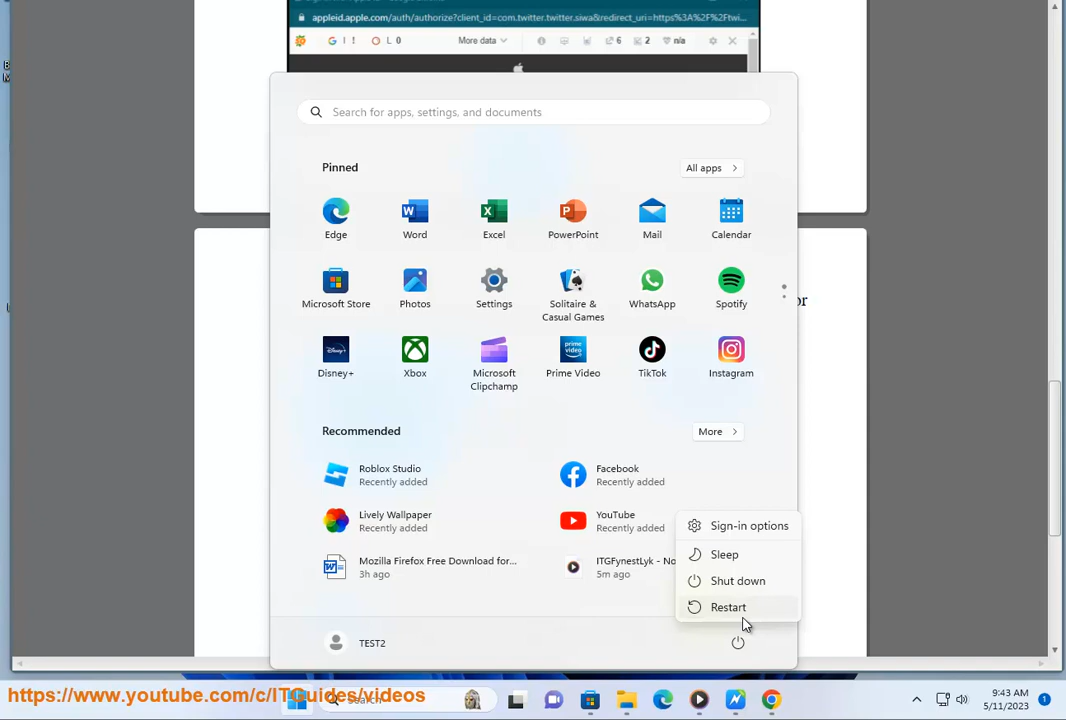 appleid.apple.com/auth/authorize?client_id=com.twitter.twitter.siwa&redirect_uri=https%3A%2F%2Ftwi...
G I ! L 0 More data 6 2 n/a
Search for apps, settings, and documents
Pinned All apps
Edge Word Excel PowerPoint Mail Calendar
Microsoft Store Photos Settings Solitaire & Casual Games WhatsApp Spotify
or
Disney+ Xbox Microsoft Clipchamp Prime Video TikTok Instagram
Recommended More
Roblox Studio
Recently added
Facebook
Recently added
Lively Wallpaper
Recently added
YouTube
Recently added
Mozilla Firefox Free Download for...
3h ago
ITGFynestLyk - No
5m ago
Sign-in options
Sleep
Shut down
Restart
TEST2
https://www.youtube.com/c/ITGuides/videos
Search
9:43 AM
5/11/2023
1